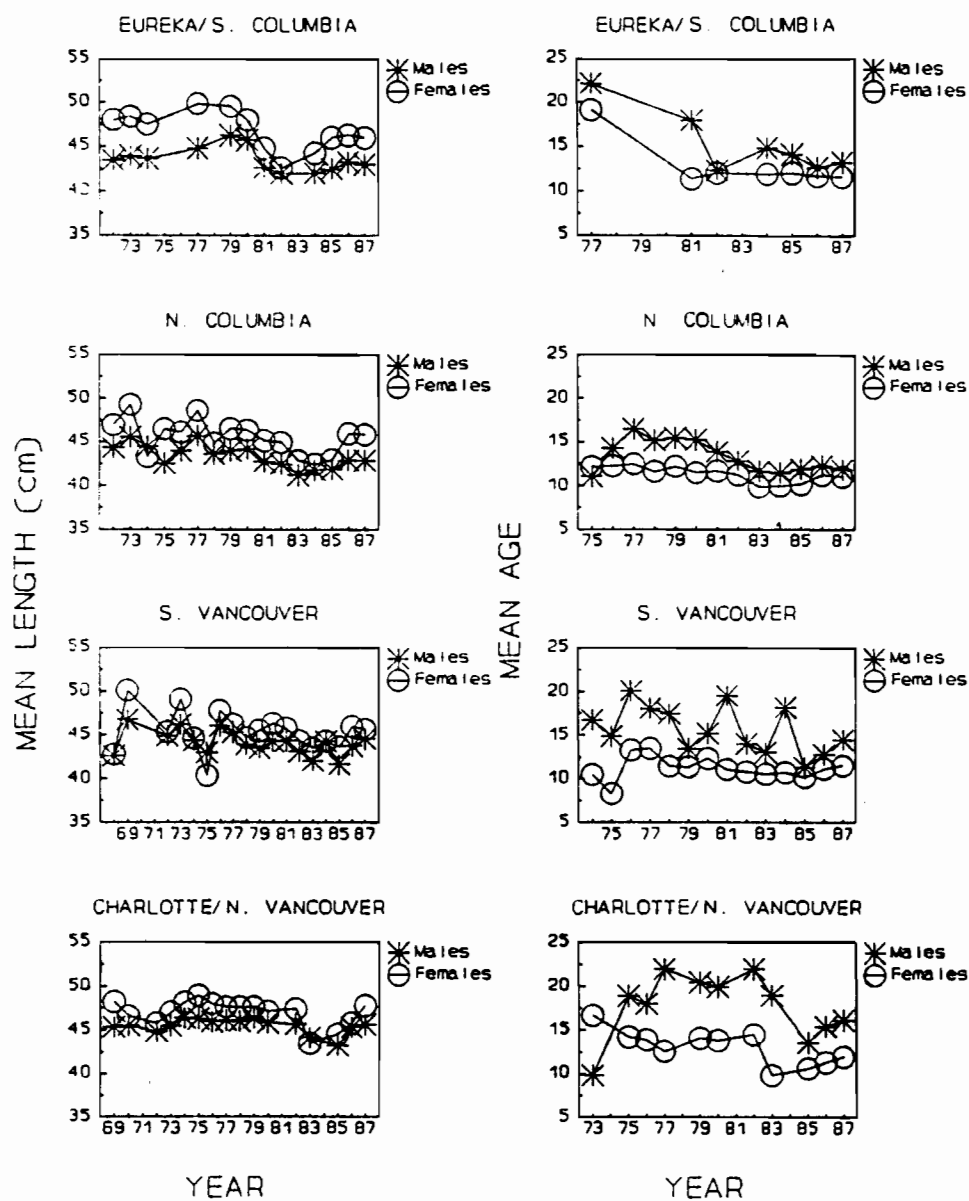 EUREKA/S. COLUMBIA
55
50
45
40
35
73 75 77 79 81 83 85 87
Males
Females
EUREKA/S. COLUMBIA
25
20
15
10
5
77 79 81 83 85 87
Males
Females
N. COLUMBIA
55
50
45
40
35
73 75 77 79 81 83 85 87
Males
Females
N COLUMBIA
25
20
15
10
5
75 77 79 81 83 85 87
Males
Females
MEAN LENGTH (cm)
MEAN AGE
S. VANCOUVER
55
50
45
40
35
69 71 73 75 77 79 81 83 85 87
Males
Females
S. VANCOUVER
25
20
15
10
5
75 77 79 81 83 85 87
Males
Females
CHARLOTTE/N. VANCOUVER
55
50
45
40
35
69 71 73 75 77 79 81 83 85 87
Males
Females
CHARLOTTE/N. VANCOUVER
25
20
15
10
5
73 75 77 79 81 83 85 87
Males
Females
YEAR
YEAR